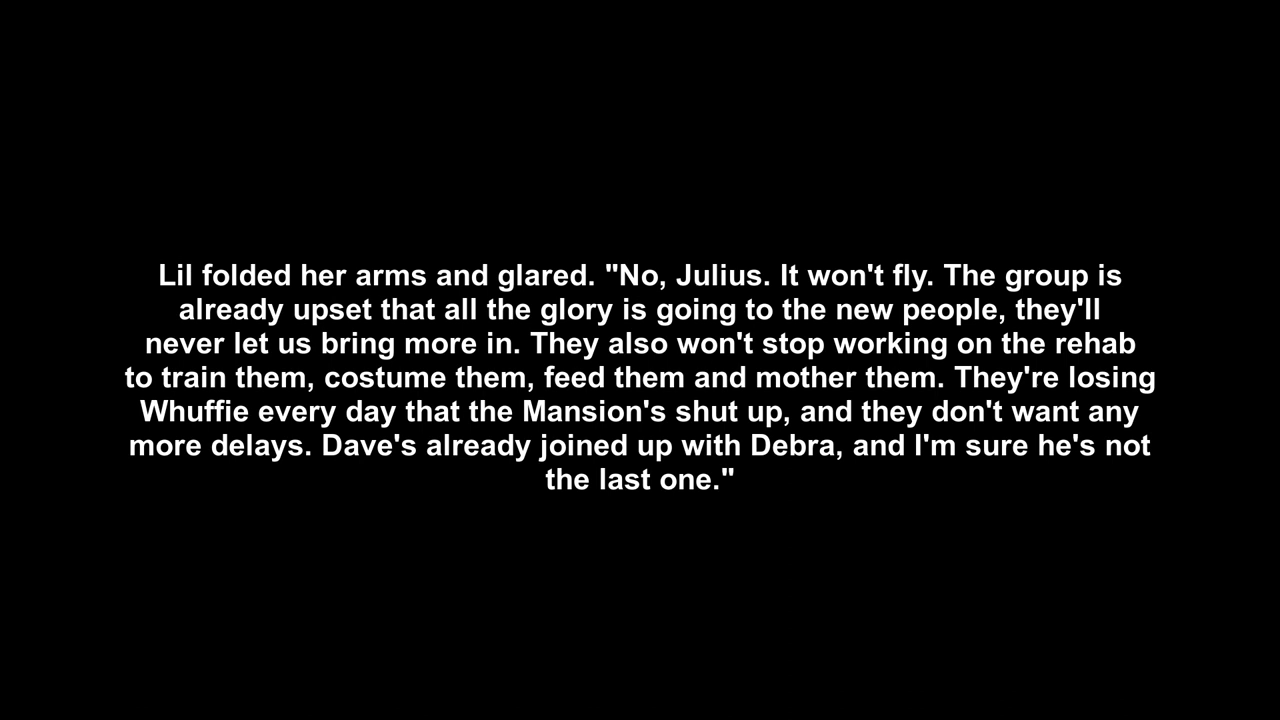 Lil folded her arms and glared. "No, Julius. It won't fly. The group is
already upset that all the glory is going to the new people, they'll
never let us bring more in. They also won't stop working on the rehab
to train them, costume them, feed them and mother them. They're losing
Whuffie every day that the Mansion's shut up, and they don't want any
more delays. Dave's already joined up with Debra, and I'm sure he's not
the last one."